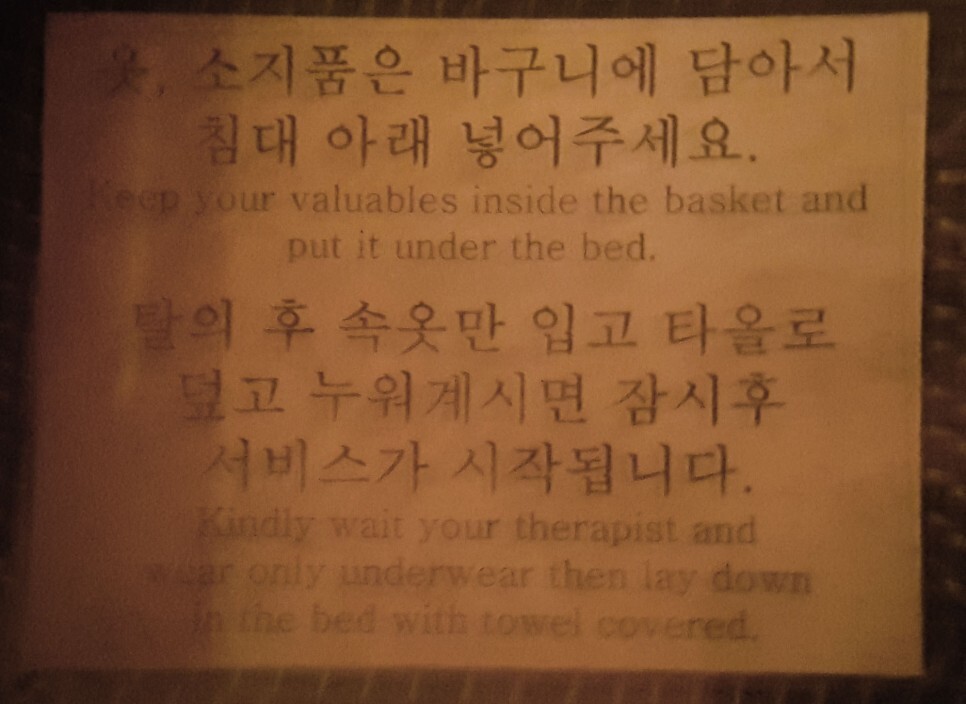 옷, 소지품은 바구니에 담아서
침대 아래 넣어주세요.
Keep your valuables inside the basket and
put it under the bed.
탈의 후 속옷만 입고 타올로
덮고 누워계시면 잠시후
서비스가 시작됩니다.
Kindly wait your therapist and
wear only underwear then lay down
in the bed with towel covered.